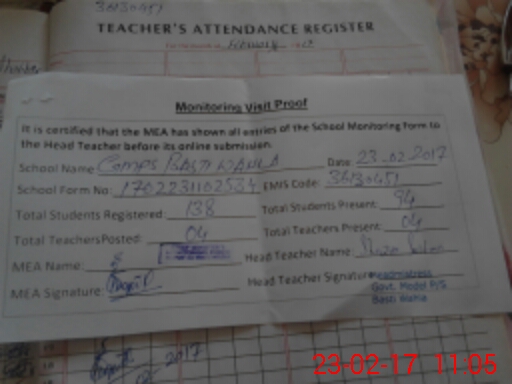 36130451
TEACHER'S ATTENDANCE REGISTER
Monitoring Visit Proof
It is certified that the MEA has shown all entries of the School Monitoring Form to
the Head Teacher before its online submission.
School Name: Date: 23-02-2017
School Form No: 1702231102534 EMIS Code: 36130451
Total Students Registered: 138 Total Students Present: 94
Total Teachers Posted: 04 Total Teachers Present: 04
MEA Name: Head Teacher Name:
MEA Signature: Head Teacher Signature
Headmistress
Govt. Model P/S
Basti
2017
23-02-17 11:05